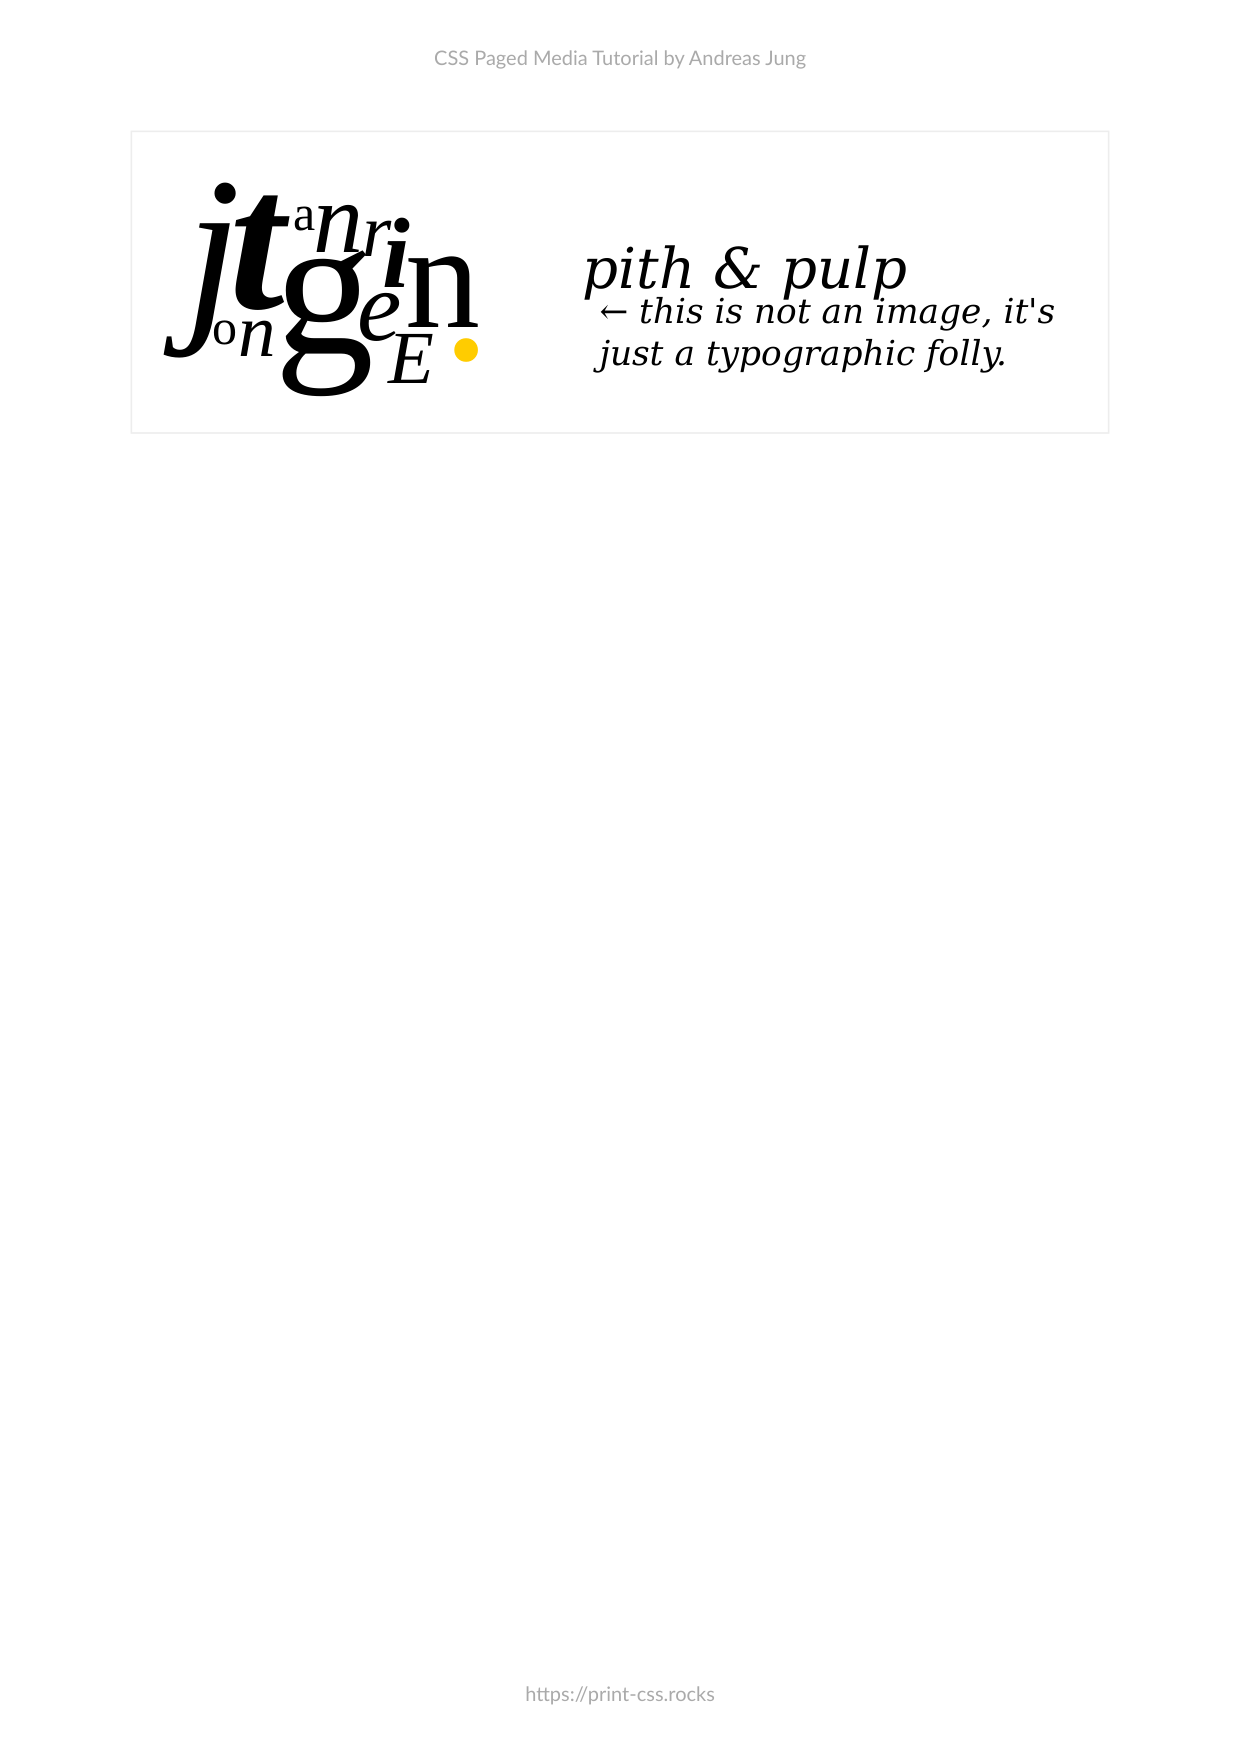 CSS Paged Media Tutorial by Andreas Jung
j t a n r i g e n o n E .
pith & pulp
← this is not an image, it's
just a typographic folly.
https://print-css.rocks